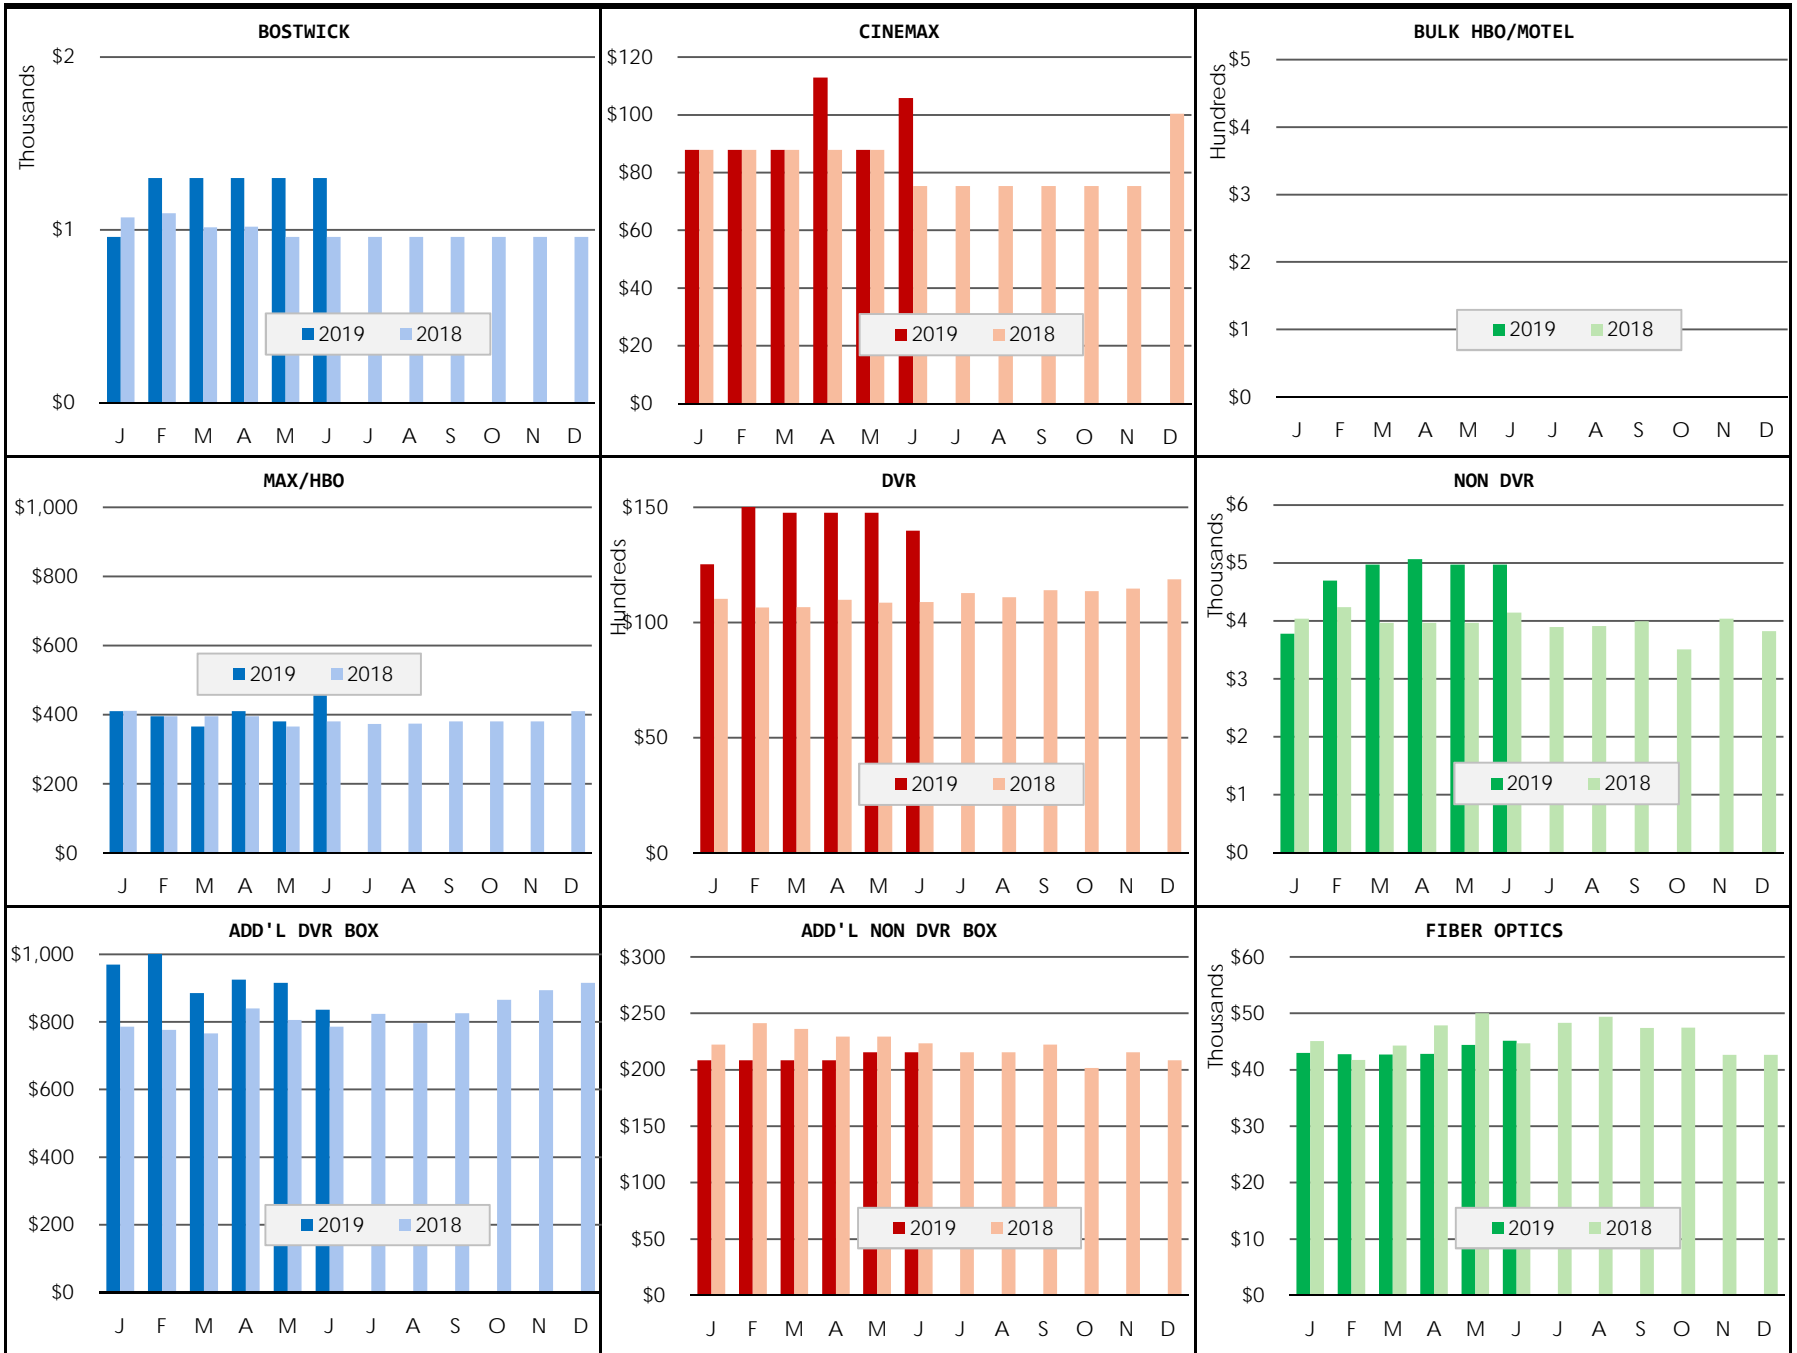 BOSTWICK
Thousands
$2
$1
$0
J F M A M J J A S O N D
2019 2018
CINEMAX
$120
$100
$80
$60
$40
$20
$0
J F M A M J J A S O N D
2019 2018
BULK HBO/MOTEL
Hundreds
$5
$4
$3
$2
$1
$0
J F M A M J J A S O N D
2019 2018
MAX/HBO
$1,000
$800
$600
$400
$200
$0
J F M A M J J A S O N D
2019 2018
DVR
Hundreds
$150
$100
$50
$0
J F M A M J J A S O N D
2019 2018
NON DVR
Thousands
$6
$5
$4
$3
$2
$1
$0
J F M A M J J A S O N D
2019 2018
ADD'L DVR BOX
$1,000
$800
$600
$400
$200
$0
J F M A M J J A S O N D
2019 2018
ADD'L NON DVR BOX
$300
$250
$200
$150
$100
$50
$0
J F M A M J J A S O N D
2019 2018
FIBER OPTICS
Thousands
$60
$50
$40
$30
$20
$10
$0
J F M A M J J A S O N D
2019 2018